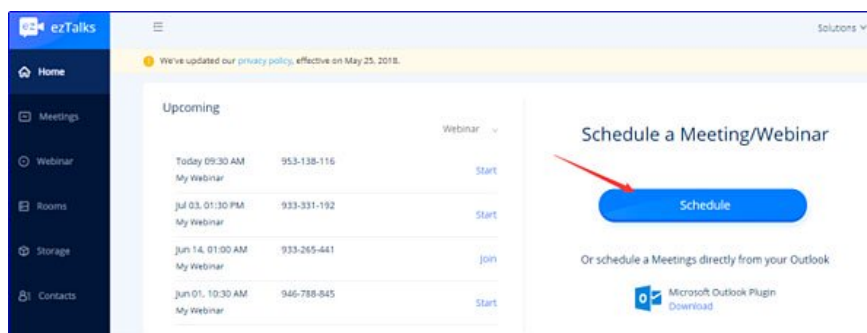 ez ezTalks
Solutions
Home
We've updated our privacy policy, effective on May 25, 2018.
Meetings
Webinar
Rooms
Storage
Contacts
Upcoming
Webinar
Today 09:30 AM 953-138-116
My Webinar
Start
Jul 03, 01:30 PM 933-331-192
My Webinar
Start
Jun 14, 01:00 AM 933-265-441
My Webinar
Join
Jun 01, 10:30 AM 946-788-845
My Webinar
Start
Schedule a Meeting/Webinar
Schedule
Or schedule a Meetings directly from your Outlook
Microsoft Outlook Plugin
Download